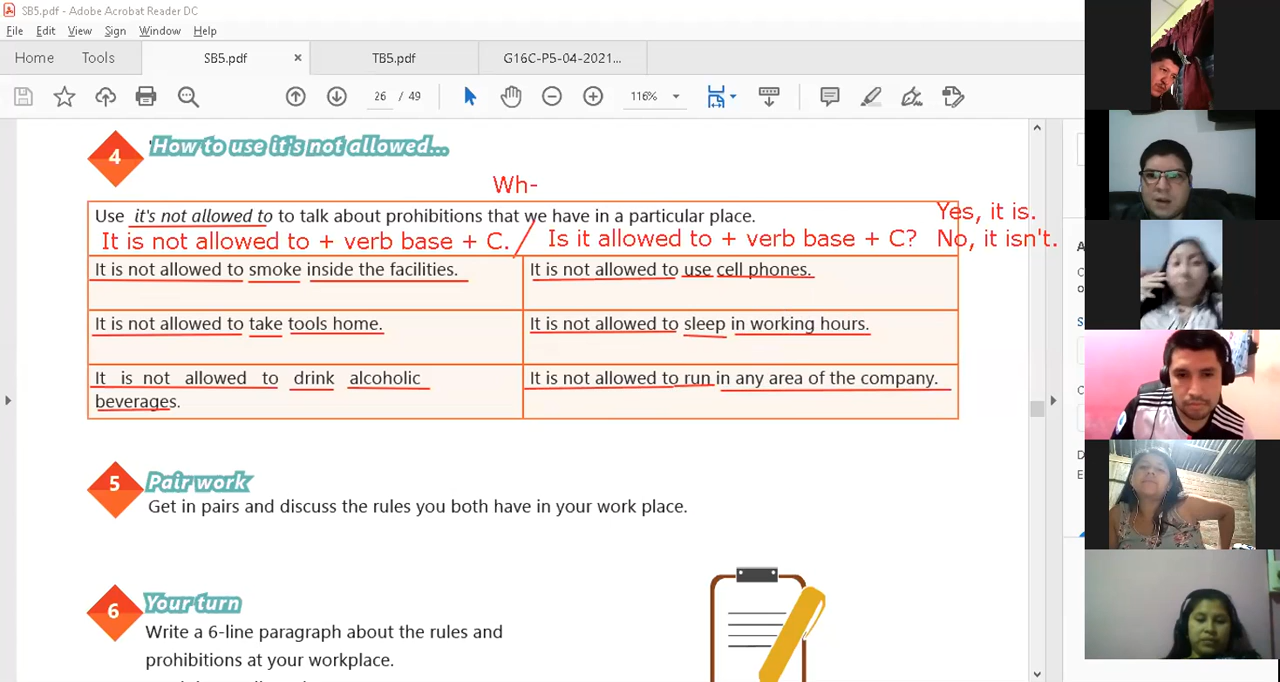 SB5.pdf - Adobe Acrobat Reader DC
File Edit View Sign Window Help
Home Tools SB5.pdf × TB5.pdf G16C-P5-04-2021...
26 / 49 116%
4 How to use it's not allowed...
Wh-
Use it's not allowed to to talk about prohibitions that we have in a particular place.
Yes, it is.
It is not allowed to + verb base + C. / Is it allowed to + verb base + C? No, it isn't.
It is not allowed to smoke inside the facilities. It is not allowed to use cell phones.
It is not allowed to take tools home. It is not allowed to sleep in working hours.
It is not allowed to drink alcoholic
beverages.
It is not allowed to run in any area of the company.
5 Pair work
Get in pairs and discuss the rules you both have in your work place.
6 Your turn
Write a 6-line paragraph about the rules and
prohibitions at your workplace.